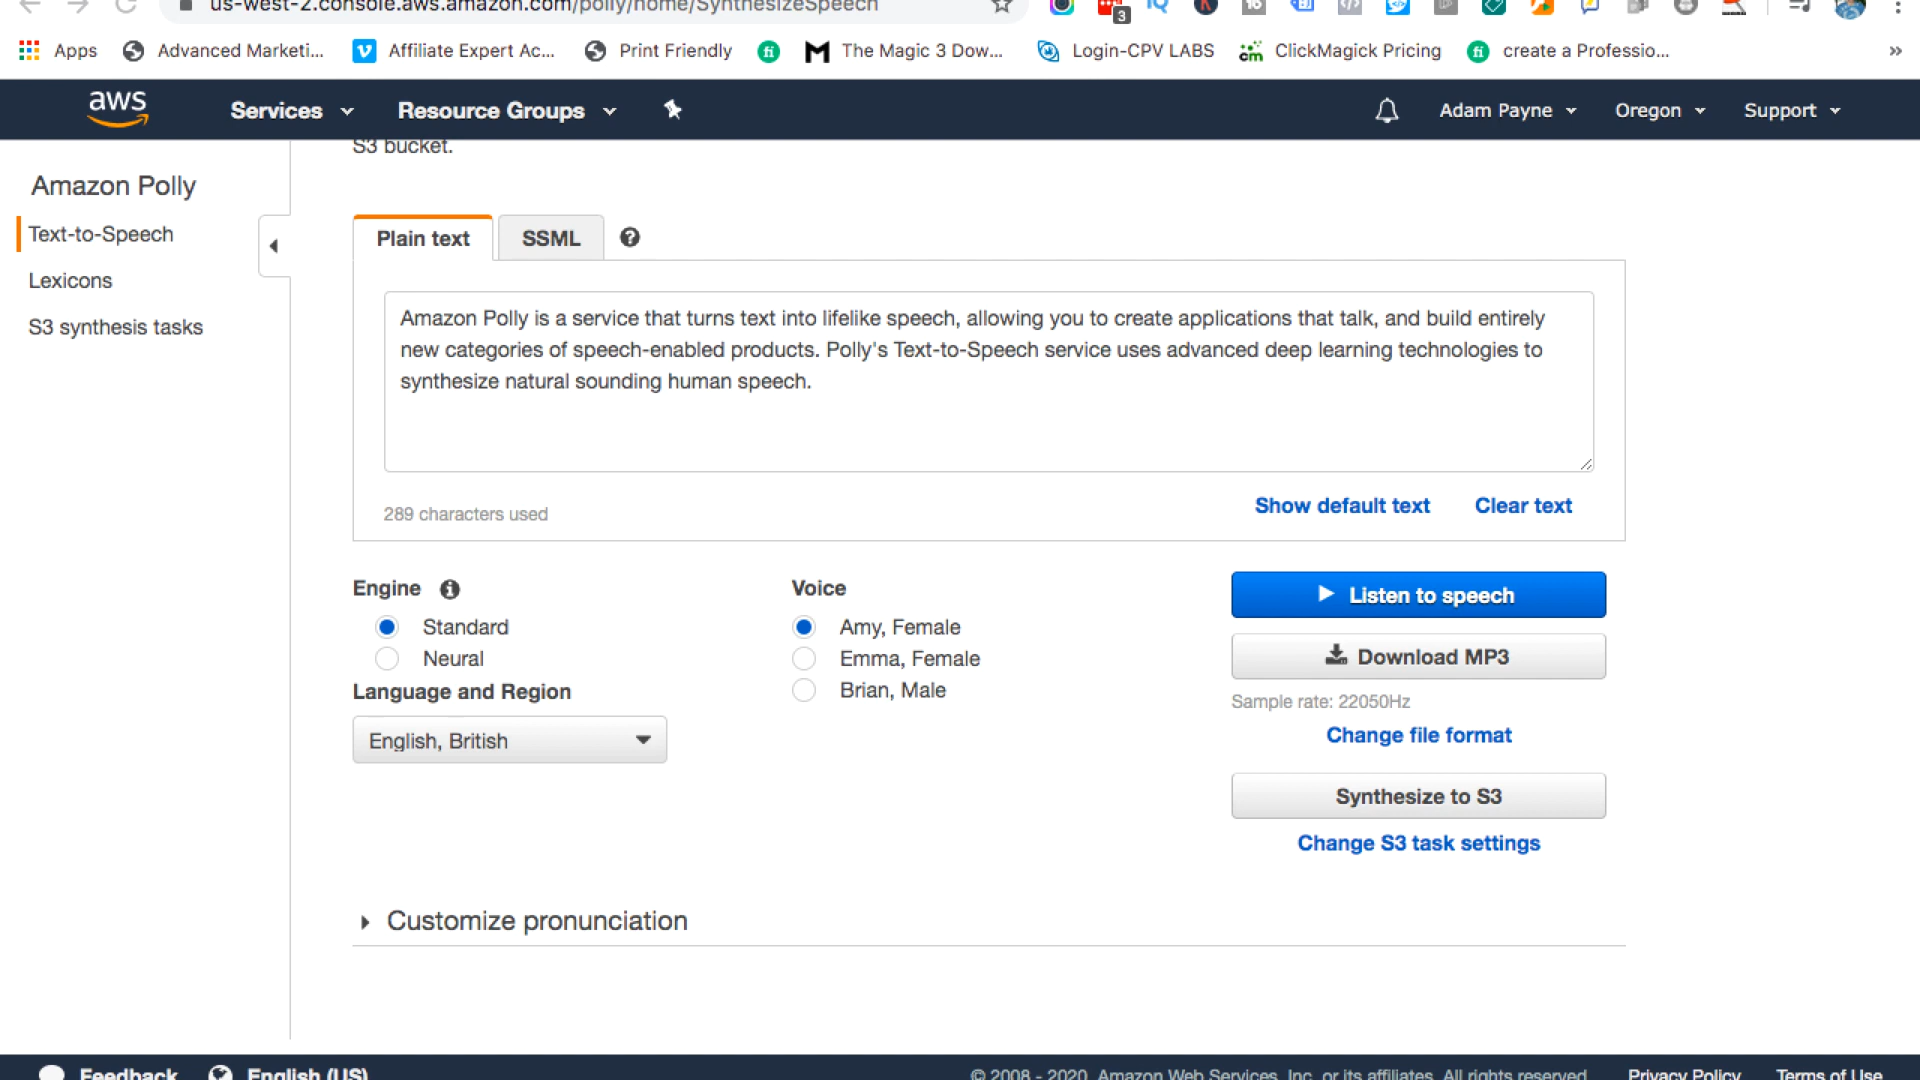 us-west-2.console.aws.amazon.com/polly/home/SynthesizeSpeech
3
Apps
Advanced Marketi...
Affiliate Expert Ac...
Print Friendly
The Magic 3 Dow...
Login-CPV LABS
ClickMagick Pricing
create a Professio...
aws
Services
Resource Groups
Adam Payne
Oregon
Support
S3 bucket.
Amazon Polly
Text-to-Speech
Lexicons
S3 synthesis tasks
Plain text
SSML
Amazon Polly is a service that turns text into lifelike speech, allowing you to create applications that talk, and build entirely
new categories of speech-enabled products. Polly's Text-to-Speech service uses advanced deep learning technologies to
synthesize natural sounding human speech.
289 characters used
Show default text
Clear text
Engine
Standard
Neural
Language and Region
English, British
Voice
Amy, Female
Emma, Female
Brian, Male
Listen to speech
Download MP3
Sample rate: 22050Hz
Change file format
Synthesize to S3
Change S3 task settings
Customize pronunciation
Feedback
English (US)
© 2008 - 2020, Amazon Web Services, Inc. or its affiliates. All rights reserved.
Privacy Policy
Terms of Use